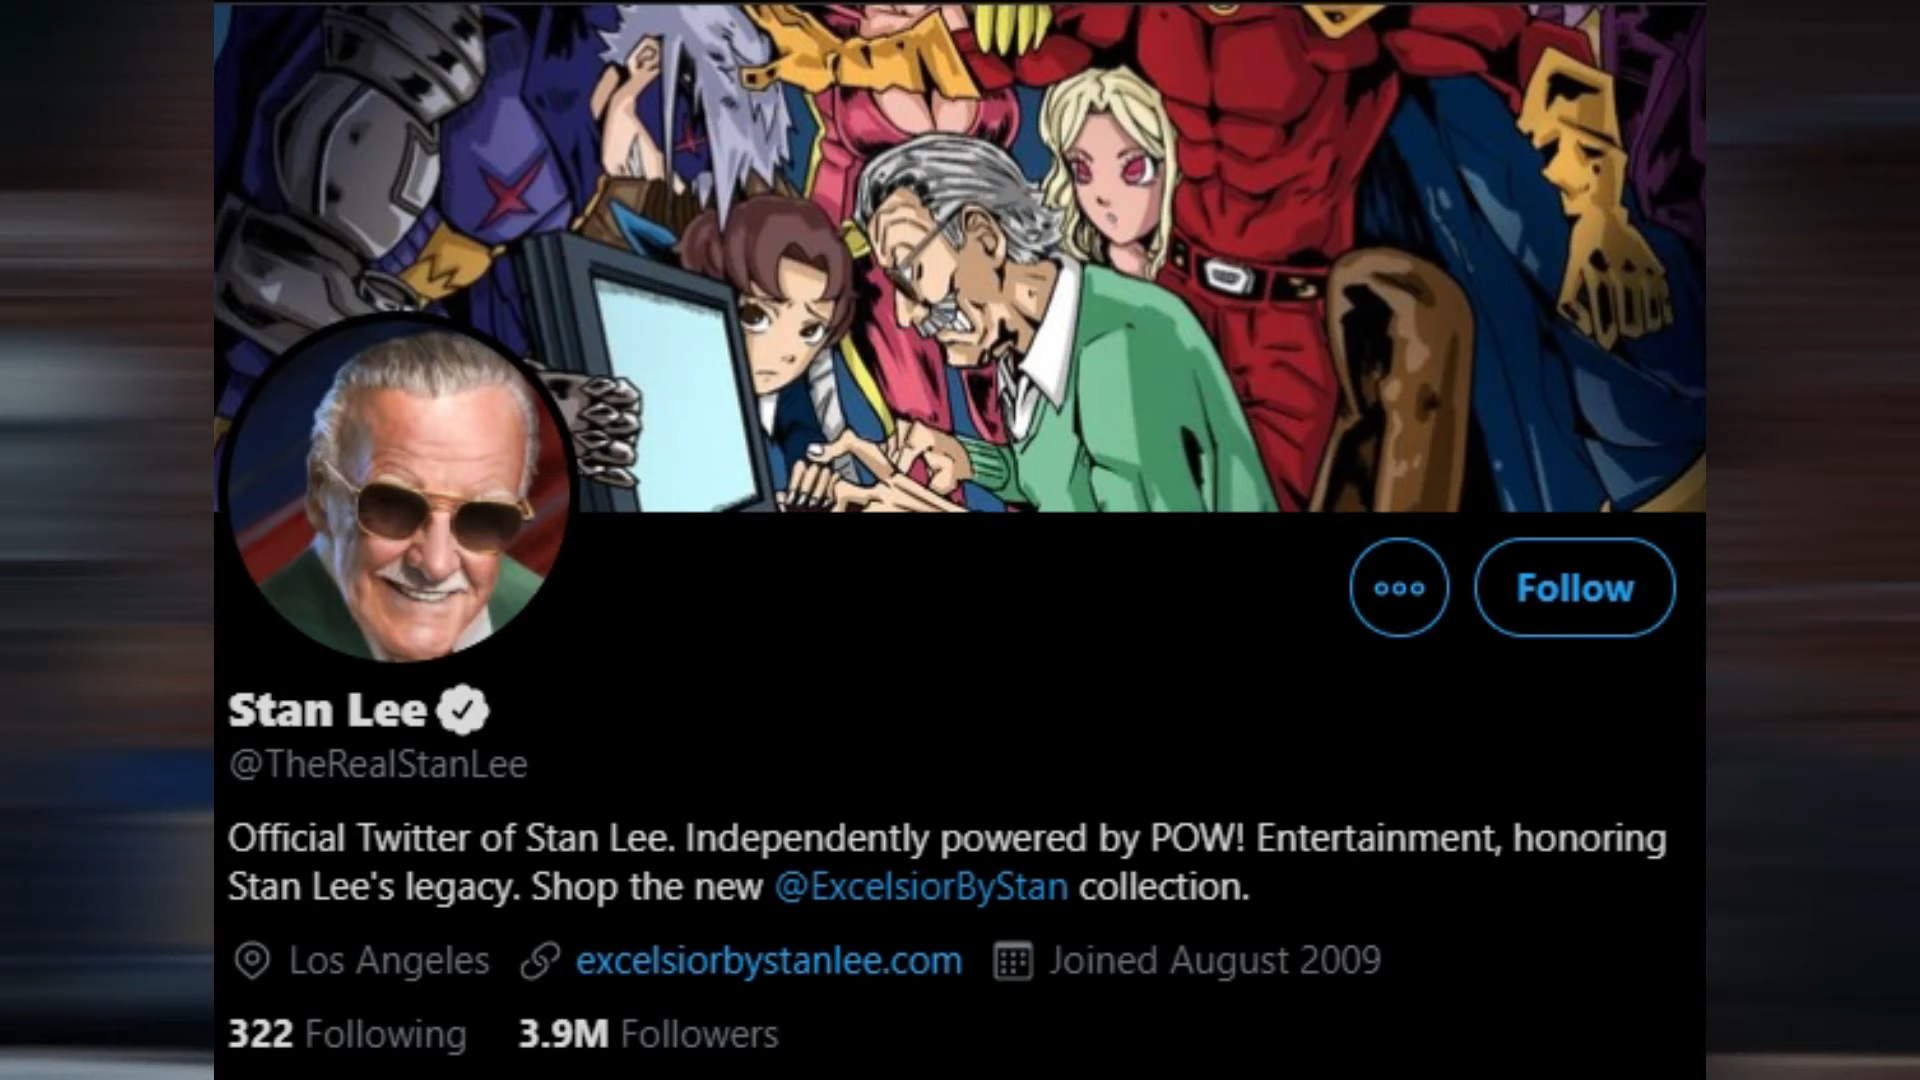 Follow
Stan Lee
@TheRealStanLee
Official Twitter of Stan Lee. Independently powered by POW! Entertainment, honoring
Stan Lee's legacy. Shop the new @ExcelsiorByStan collection.
Los Angeles excelsiorbystanlee.com Joined August 2009
322 Following 3.9M Followers